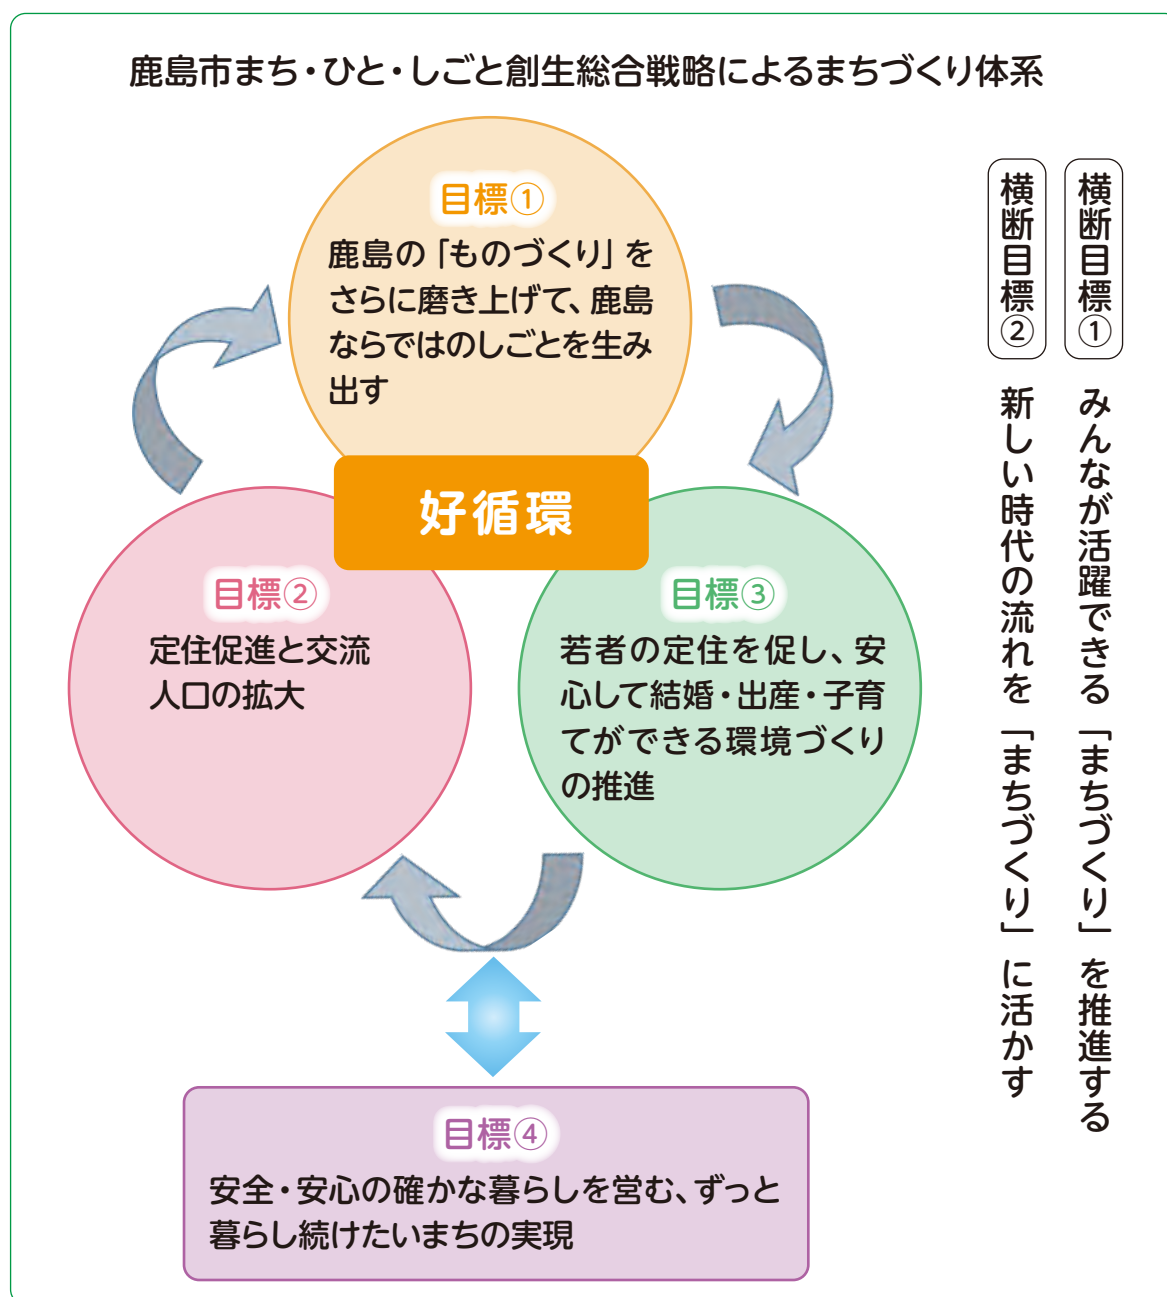 鹿島市まち・ひと・しごと創生総合戦略によるまちづくり体系
目標①
鹿島の「ものづくり」を
さらに磨き上げて、鹿島
ならではのしごとを生み
出す
好循環
目標②
定住促進と交流
人口の拡大
目標③
若者の定住を促し、安
心して結婚・出産・子育
てができる環境づくり
の推進
目標④
安全・安心の確かな暮らしを営む、ずっと
暮らし続けたいまちの実現
横断目標① みんなが活躍できる「まちづくり」を推進する
横断目標② 新しい時代の流れを「まちづくり」に活かす